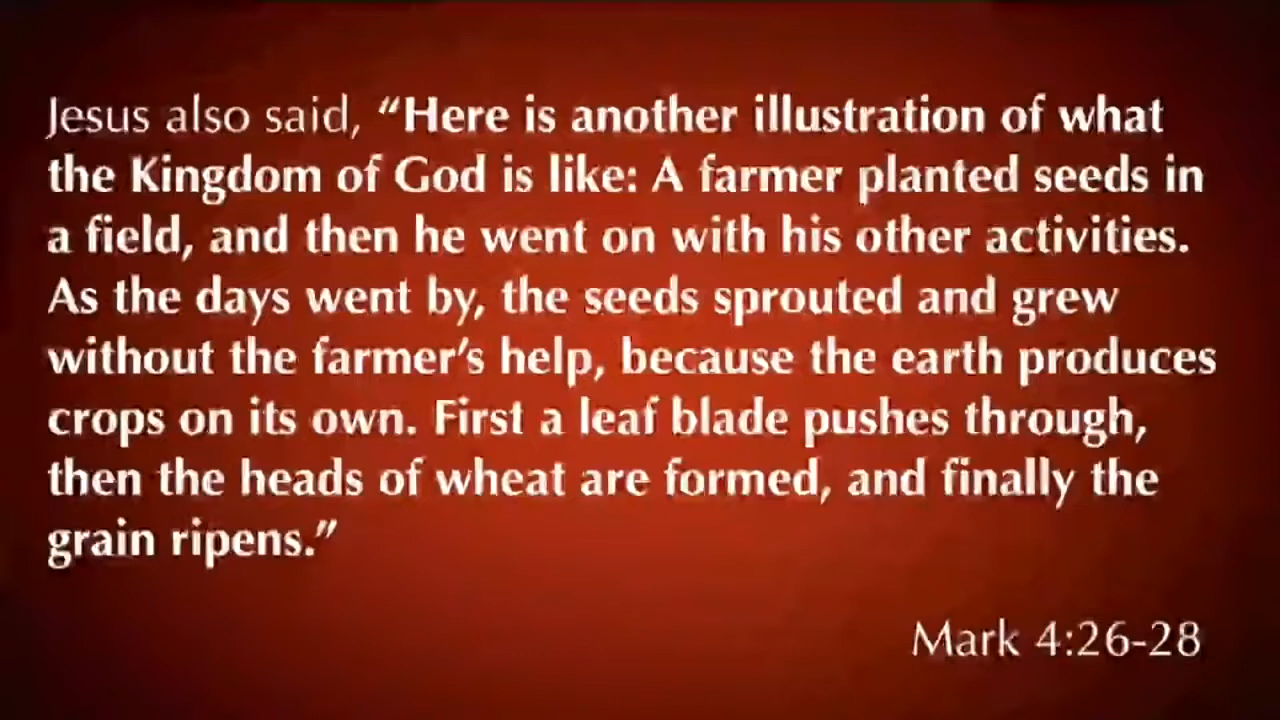 Jesus also said, “Here is another illustration of what
the Kingdom of God is like: A farmer planted seeds in
a field, and then he went on with his other activities.
As the days went by, the seeds sprouted and grew
without the farmer’s help, because the earth produces
crops on its own. First a leaf blade pushes through,
then the heads of wheat are formed, and finally the
grain ripens.”
Mark 4:26-28